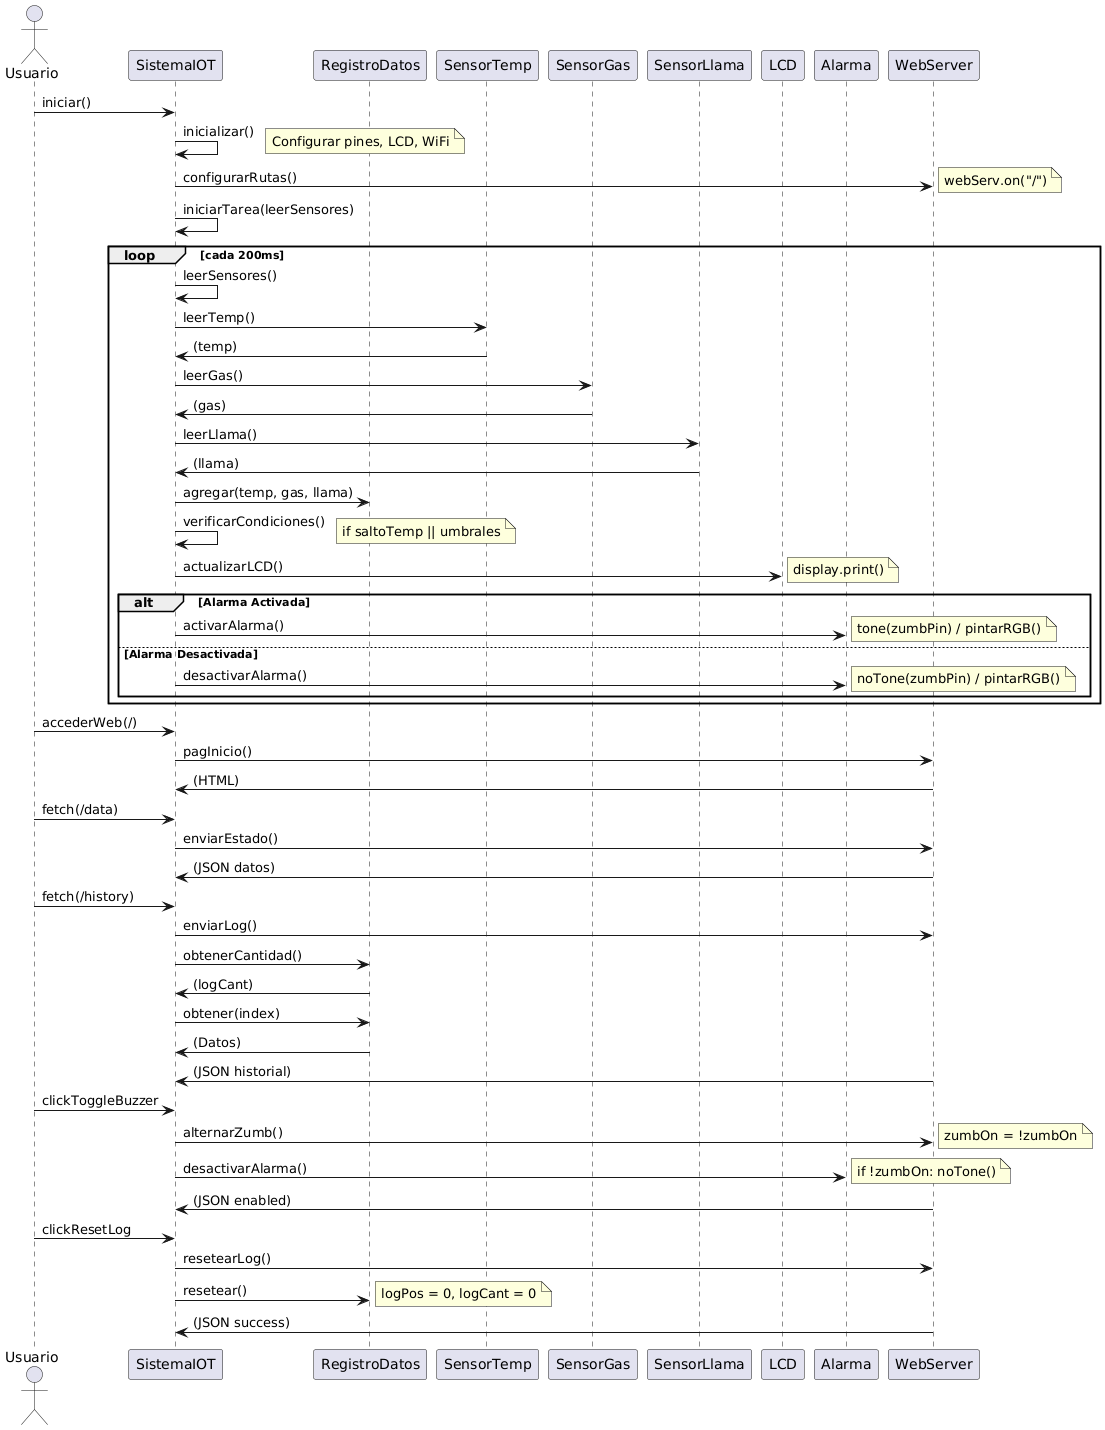 Usuario
SistemaIOT
RegistroDatos
SensorTemp
SensorGas
SensorLlama
LCD
Alarma
WebServer
iniciar()
inicializar()
Configurar pines, LCD, WiFi
configurarRutas()
webServ.on("/")
iniciarTarea(leerSensores)
loop
[cada 200ms]
leerSensores()
leerTemp()
(temp)
leerGas()
(gas)
leerLlama()
(llama)
agregar(temp, gas, llama)
verificarCondiciones()
if saltoTemp || umbrales
actualizarLCD()
display.print()
alt
[Alarma Activada]
activarAlarma()
tone(zumbPin) / pintarRGB()
[Alarma Desactivada]
desactivarAlarma()
noTone(zumbPin) / pintarRGB()
accederWeb(/)
pagInicio()
(HTML)
fetch(/data)
enviarEstado()
(JSON datos)
fetch(/history)
enviarLog()
obtenerCantidad()
(logCant)
obtener(index)
(Datos)
(JSON historial)
clickToggleBuzzer
alternarZumb()
zumbOn = !zumbOn
desactivarAlarma()
if !zumbOn: noTone()
(JSON enabled)
clickResetLog
resetearLog()
resetear()
logPos = 0, logCant = 0
(JSON success)
Usuario
SistemaIOT
RegistroDatos
SensorTemp
SensorGas
SensorLlama
LCD
Alarma
WebServer